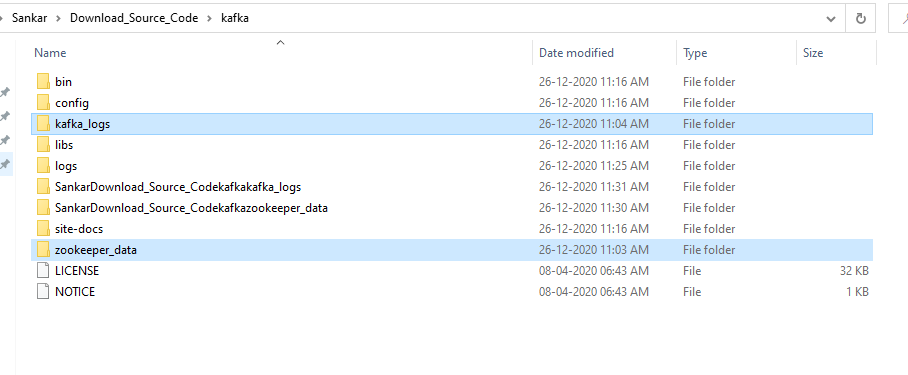 Sankar > Download_Source_Code > kafka
Name Date modified Type Size
bin 26-12-2020 11:16 AM File folder
config 26-12-2020 11:16 AM File folder
kafka_logs 26-12-2020 11:04 AM File folder
libs 26-12-2020 11:16 AM File folder
logs 26-12-2020 11:25 AM File folder
SankarDownload_Source_Codekafkakafka_logs 26-12-2020 11:31 AM File folder
SankarDownload_Source_Codekafkazookeeper_data 26-12-2020 11:30 AM File folder
site-docs 26-12-2020 11:16 AM File folder
zookeeper_data 26-12-2020 11:03 AM File folder
LICENSE 08-04-2020 06:43 AM File 32 KB
NOTICE 08-04-2020 06:43 AM File 1 KB